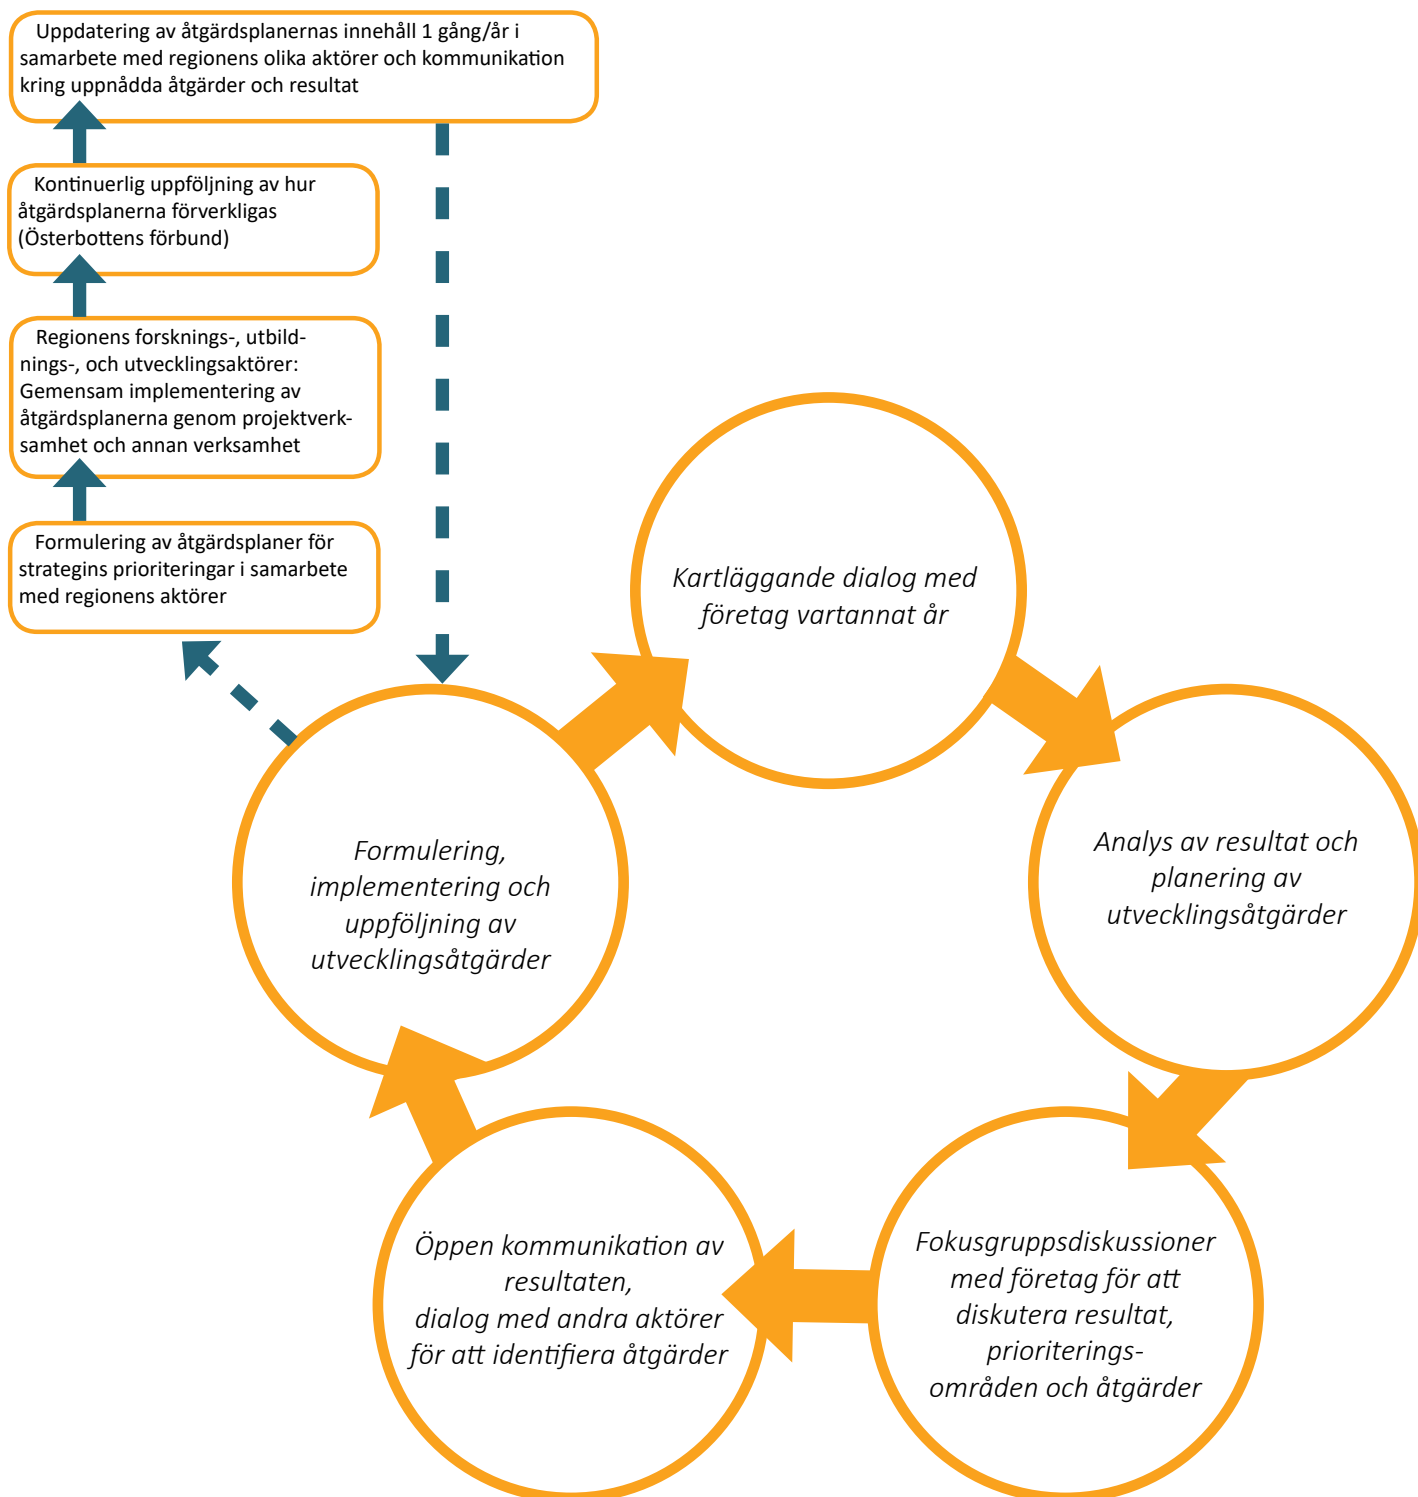 Uppdatering av åtgärdsplanernas innehåll 1 gång/år i
samarbete med regionens olika aktörer och kommunikation
kring uppnådda åtgärder och resultat
Kontinuerlig uppföljning av hur
åtgärdsplanerna förverkligas
(Österbottens förbund)
Regionens forsknings-, utbild-
nings-, och utvecklingsaktörer:
Gemensam implementering av
åtgärdsplanerna genom projektverk-
samhet och annan verksamhet
Formulering av åtgärdsplaner för
strategins prioriteringar i samarbete
med regionens aktörer
Kartläggande dialog med
företag vartannat år
Analys av resultat och
planering av
utvecklingsåtgärder
Fokusgruppsdiskussioner
med företag för att
diskutera resultat,
prioriterings-
områden och åtgärder
Öppen kommunikation av
resultaten,
dialog med andra aktörer
för att identifiera åtgärder
Formulering,
implementering och
uppföljning av
utvecklingsåtgärder